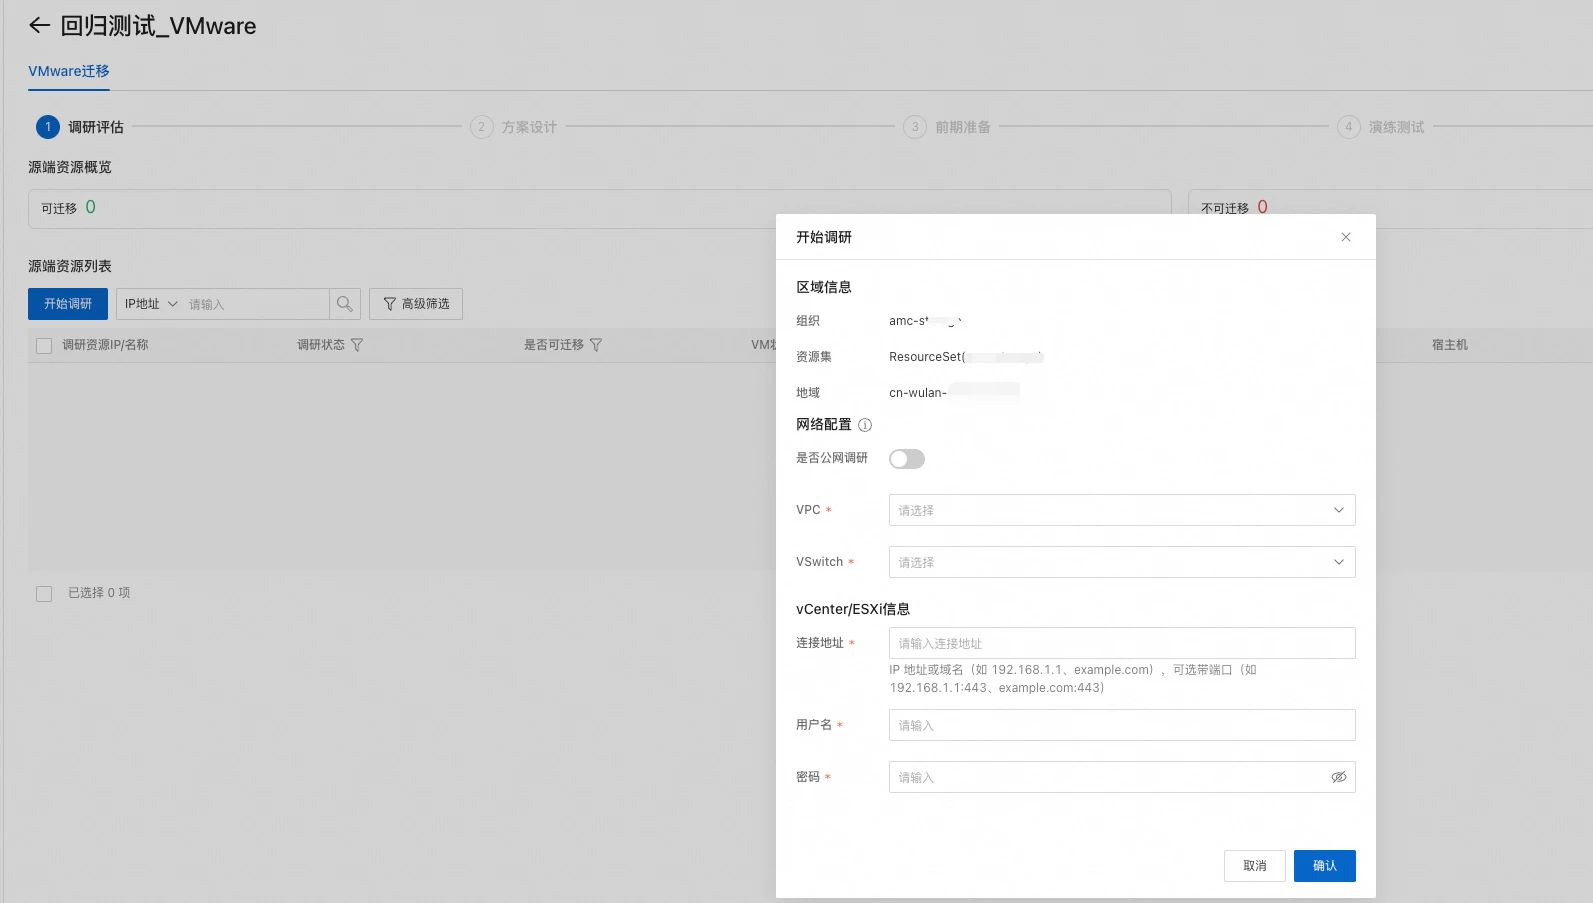 回归测试_VMware
VMware迁移
1 调研评估
2 方案设计
3 前期准备
4 演练测试
源端资源概览
可迁移 0
不可迁移 0
源端资源列表
开始调研
IP地址
请输入
高级筛选
调研资源IP/名称
调研状态
是否可迁移
宿主机
已选择 0 项
开始调研
区域信息
组织
资源集 ResourceSet(
地域 cn-wulan-
网络配置
是否公网调研
VPC * 请选择
VSwitch * 请选择
vCenter/ESXi信息
连接地址 * 请输入连接地址
IP 地址或域名（如 192.168.1.1、example.com），可选带端口（如
192.168.1.1:443、example.com:443）
用户名 * 请输入
密码 * 请输入
取消
确认